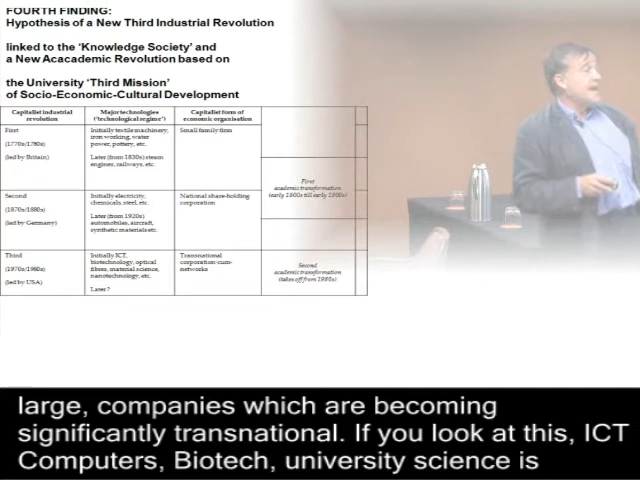 FOURTH FINDING:
Hypothesis of a New Third Industrial Revolution
linked to the ‘Knowledge Society’ and
a New Acacademic Revolution based on
the University ‘Third Mission’
of Socio-Economic-Cultural Development
Capitalist industrial
revolution
Major technologies
(‘technological regime’)
Capitalist form of
economic organisation
First
(1770s/1780s)
(led by Britain)
Initially textile machinery,
iron working, water
power, pottery, etc.
Later (from 1830s) steam
engines, railways, etc.
Small family firm
First
academic transformation
(early 1800s till early 1900s)
Second
(1870s/1880s)
(led by Germany)
Initially electricity,
chemicals, steel, etc.
Later (from 1920s)
automobiles, aircraft,
synthetic materials etc.
National share-holding
corporation
Third
(1970s/1980s)
(led by USA)
Initially ICT,
biotechnology, optical
fibres, material science,
nanotechnology, etc.
Later?
Transnational
corporation-cum-
networks
Second
academic transformation
(takes off from 1980s)
large, companies which are becoming
significantly transnational. If you look at this, ICT
Computers, Biotech, university science is